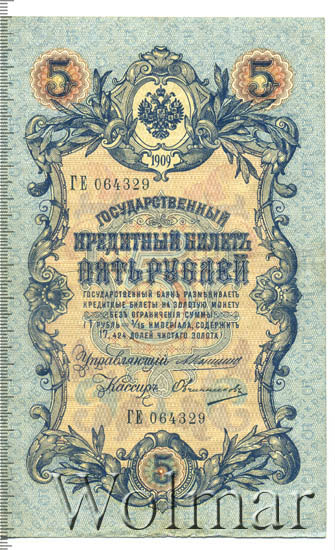 5 5
1909
ГЕ 064329
ГОСУДАРСТВЕННЫЙ
КРЕДИТНЫЙ БИЛЕТЪ
ПЯТЬ РУБЛЕЙ
ГОСУДАРСТВЕННЫЙ БАНКЪ РАЗМѢНИВАЕТЪ
КРЕДИТНЫЕ БИЛЕТЫ НА ЗОЛОТУЮ МОНЕТУ
БЕЗЪ ОГРАНИЧЕНІЯ СУММЫ
(1 РУБЛЬ = 1/15 ИМПЕРІАЛА, СОДЕРЖИТЪ
17,424 ДОЛЕЙ ЧИСТАГО ЗОЛОТА)
Управляющій
Кассиръ Овчинников
ГЕ 064329
5
Wolmar